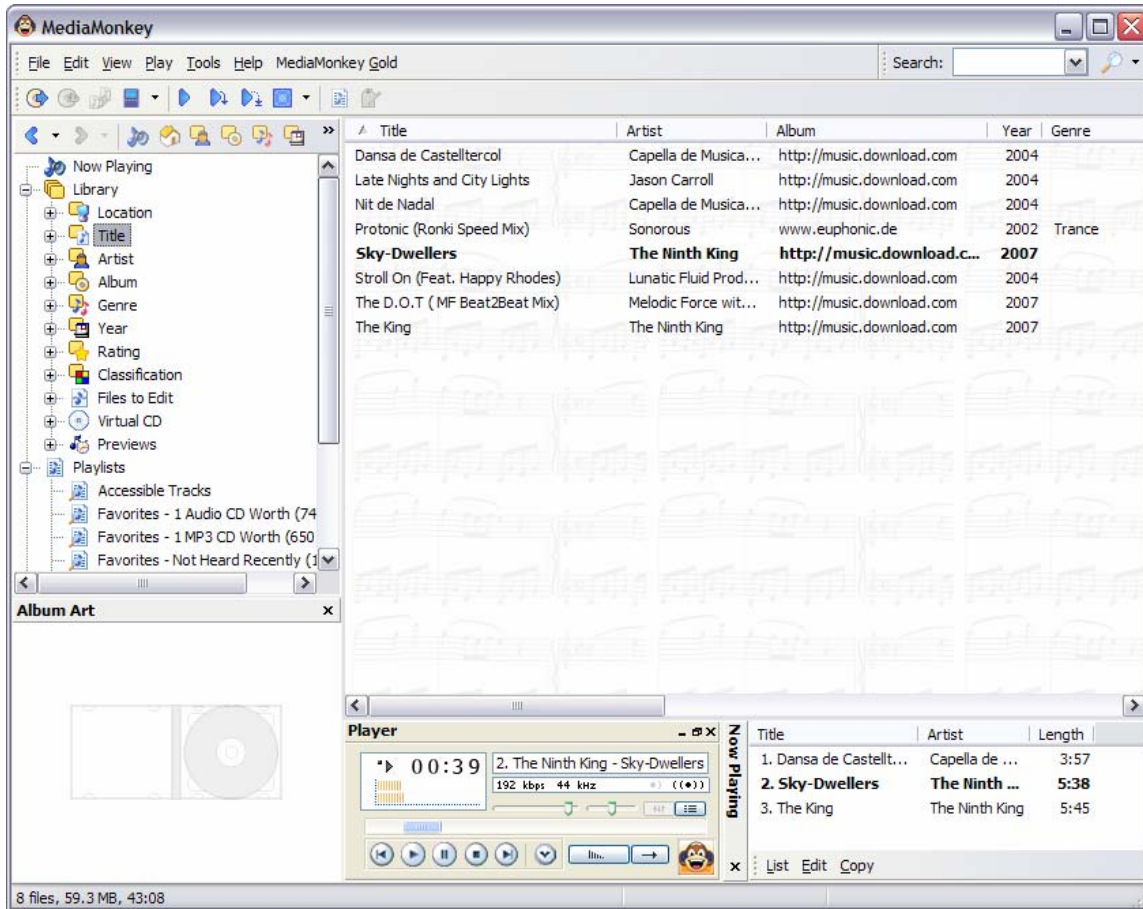 MediaMonkey
File Edit View Play Tools Help MediaMonkey Gold Search:
Now Playing
Library
Location
Title
Artist
Album
Genre
Year
Rating
Classification
Files to Edit
Virtual CD
Previews
Playlists
Accessible Tracks
Favorites - 1 Audio CD Worth (74
Favorites - 1 MP3 CD Worth (650
Favorites - Not Heard Recently (1
Album Art
Title Artist Album Year Genre
Dansa de Castelltercol Capella de Musica... http://music.download.com 2004
Late Nights and City Lights Jason Carroll http://music.download.com 2004
Nit de Nadal Capella de Musica... http://music.download.com 2004
Protonic (Ronki Speed Mix) Sonorous www.euphonic.de 2002 Trance
Sky-Dwellers The Ninth King http://music.download.c... 2007
Stroll On (Feat. Happy Rhodes) Lunatic Fluid Prod... http://music.download.com 2004
The D.O.T ( MF Beat2Beat Mix) Melodic Force wit... http://music.download.com 2007
The King The Ninth King http://music.download.com 2007
Player
00:39 2. The Ninth King - Sky-Dwellers
192 kbps 44 kHz
Now Playing
Title Artist Length
1. Dansa de Castellt... Capella de ... 3:57
2. Sky-Dwellers The Ninth ... 5:38
3. The King The Ninth King 5:45
List Edit Copy
8 files, 59.3 MB, 43:08